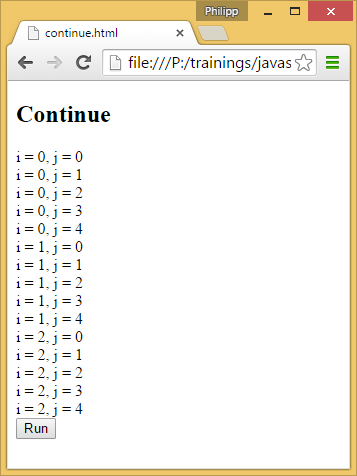 Philipp
continue.html
file:///P:/trainings/javas
Continue
i = 0, j = 0
i = 0, j = 1
i = 0, j = 2
i = 0, j = 3
i = 0, j = 4
i = 1, j = 0
i = 1, j = 1
i = 1, j = 2
i = 1, j = 3
i = 1, j = 4
i = 2, j = 0
i = 2, j = 1
i = 2, j = 2
i = 2, j = 3
i = 2, j = 4
Run